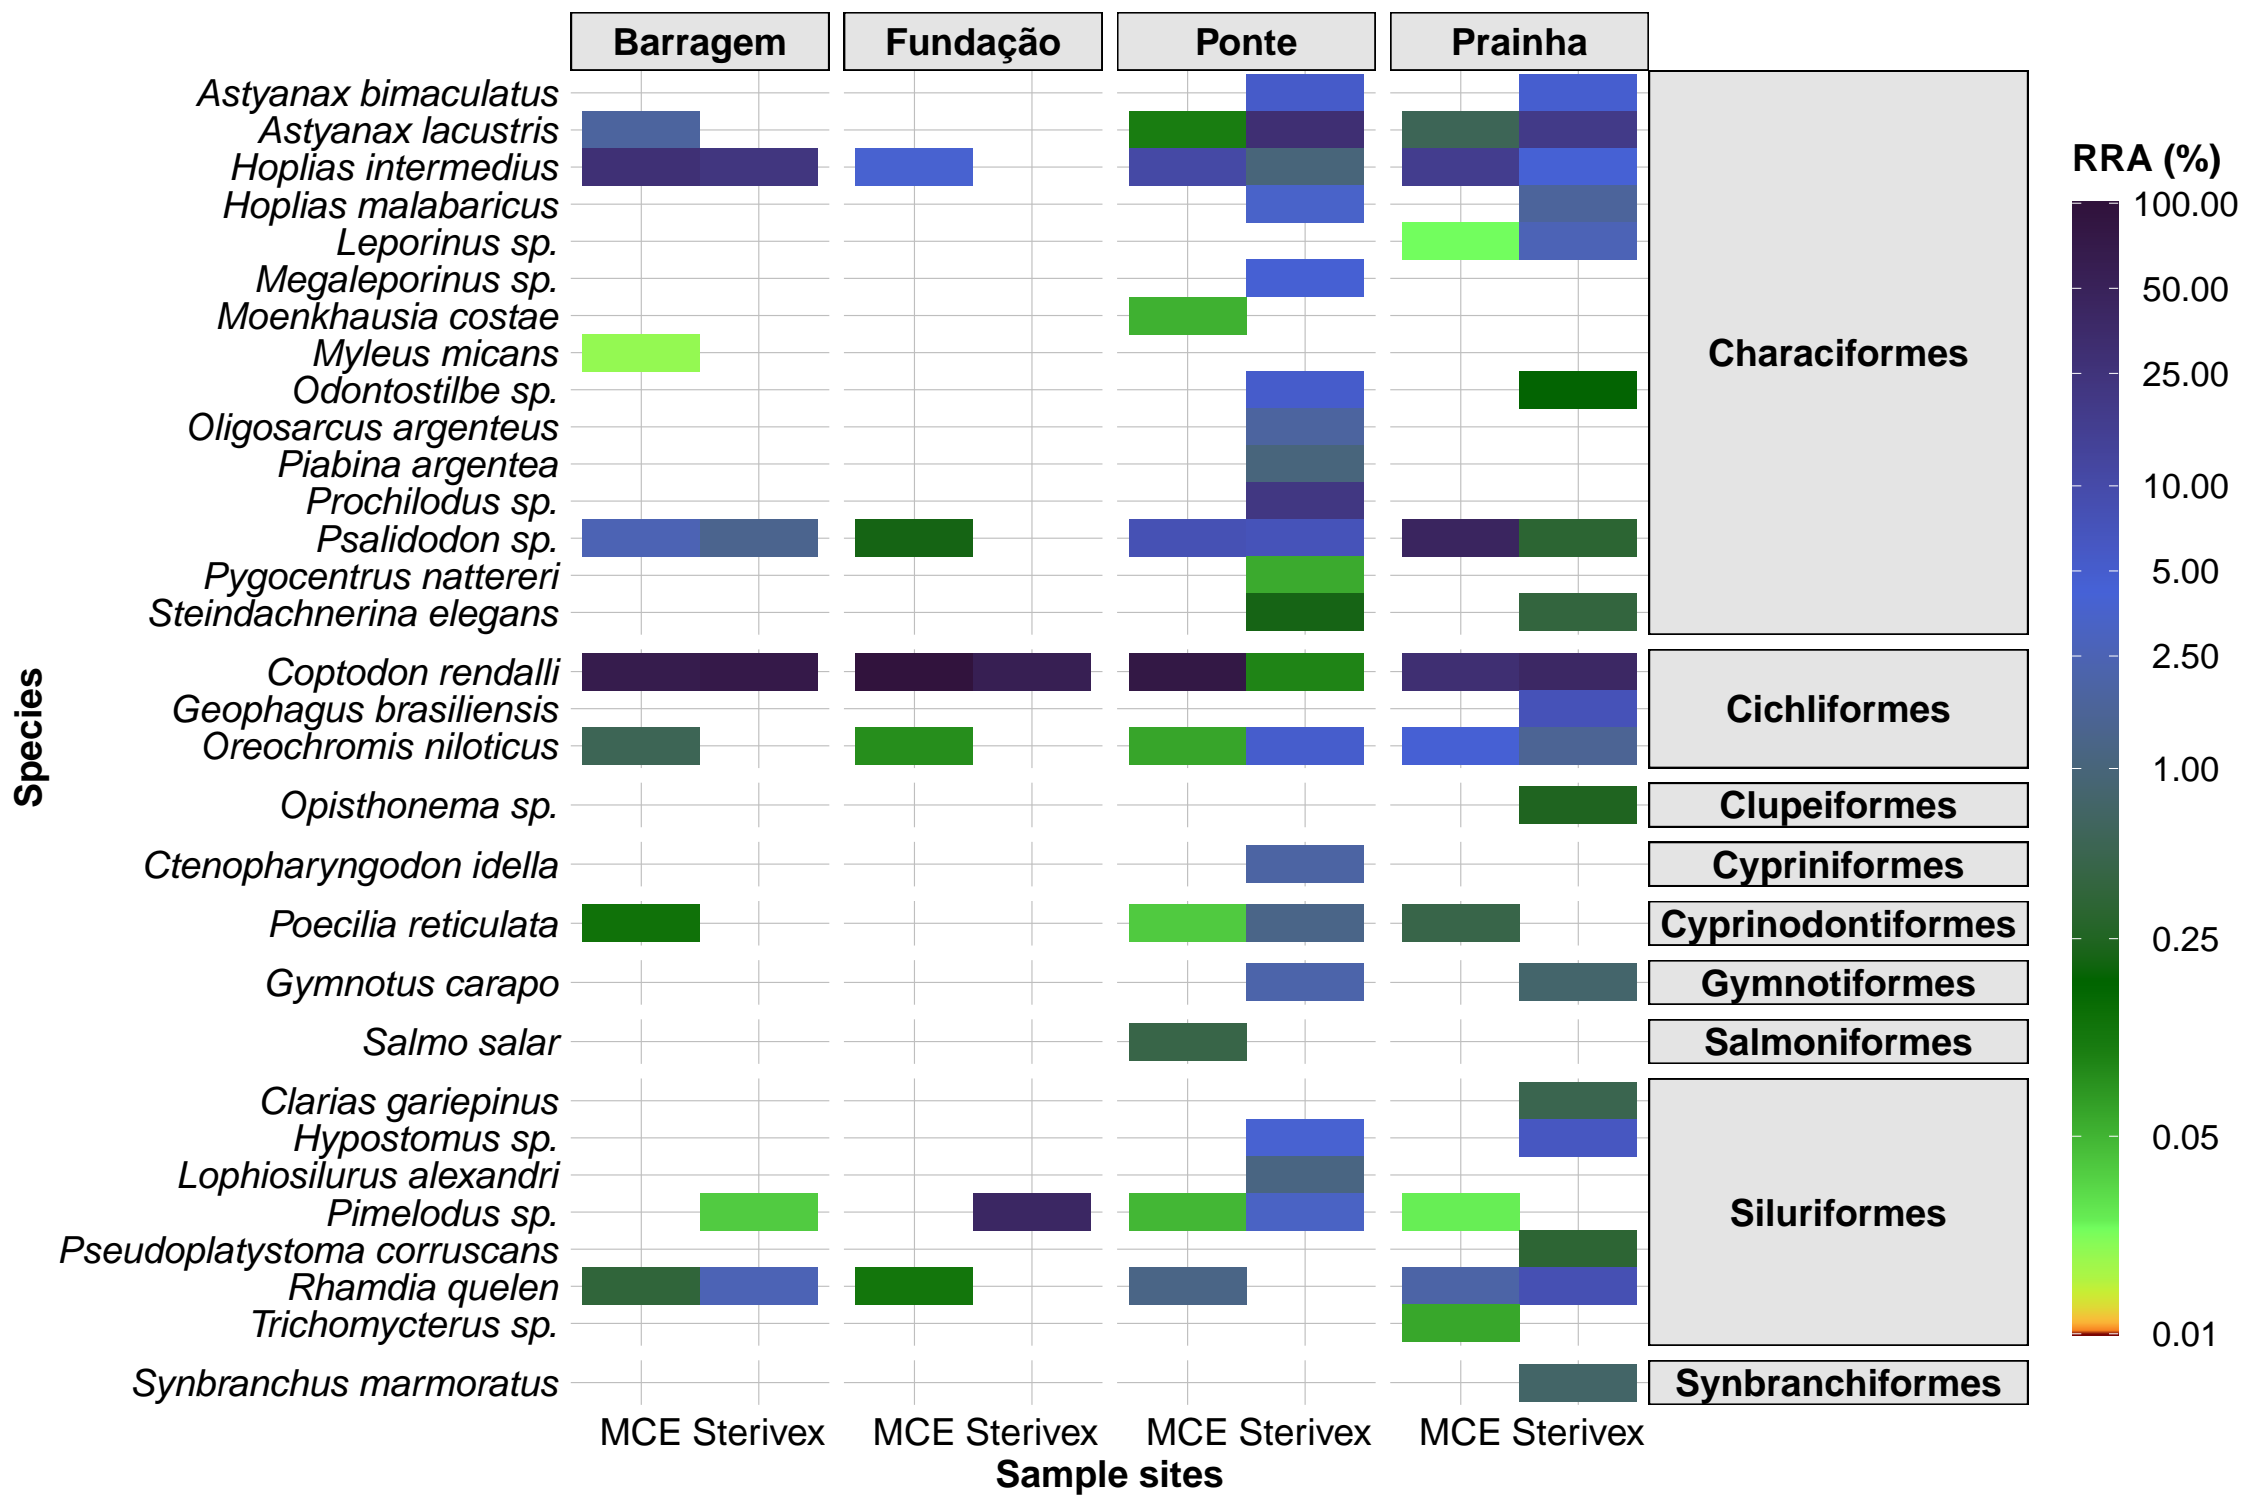 Barragem Fundação Ponte Prainha
Astyanax bimaculatus
Astyanax lacustris
Hoplias intermedius
Hoplias malabaricus
Leporinus sp.
Megaleporinus sp.
Moenkhausia costae
Myleus micans
Odontostilbe sp.
Oligosarcus argenteus
Piabina argentea
Prochilodus sp.
Psalidodon sp.
Pygocentrus nattereri
Steindachnerina elegans
Characiformes
Coptodon rendalli
Geophagus brasiliensis
Oreochromis niloticus
Cichliformes
Opisthonema sp.
Clupeiformes
Ctenopharyngodon idella
Cypriniformes
Poecilia reticulata
Cyprinodontiformes
Gymnotus carapo
Gymnotiformes
Salmo salar
Salmoniformes
Clarias gariepinus
Hypostomus sp.
Lophiosilurus alexandri
Pimelodus sp.
Pseudoplatystoma corruscans
Rhamdia quelen
Trichomycterus sp.
Siluriformes
Synbranchus marmoratus
Synbranchiformes
MCE Sterivex MCE Sterivex MCE Sterivex MCE Sterivex
Sample sites
Species
RRA (%)
100.00
50.00
25.00
10.00
5.00
2.50
1.00
0.25
0.05
0.01